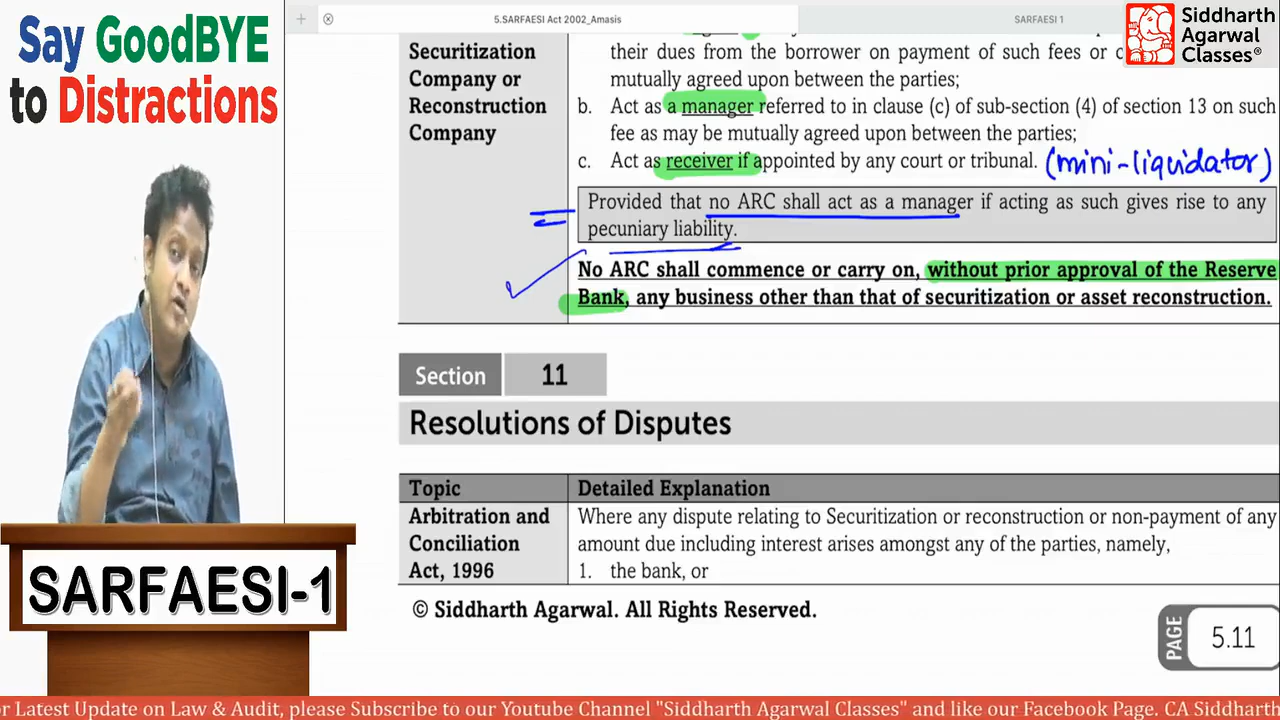 Say GoodBYE
to Distractions
5.SARFAESI Act 2002_Amasis
SARFAESI 1
Siddharth
Agarwal
Classes®
Securitization
Company or
Reconstruction
Company
their dues from the borrower on payment of such fees or c
mutually agreed upon between the parties;
b. Act as a manager referred to in clause (c) of sub-section (4) of section 13 on such
fee as may be mutually agreed upon between the parties;
c. Act as receiver if appointed by any court or tribunal. (mini-liquidator)
Provided that no ARC shall act as a manager if acting as such gives rise to any
pecuniary liability.
No ARC shall commence or carry on, without prior approval of the Reserve
Bank, any business other than that of securitization or asset reconstruction.
Section 11
Resolutions of Disputes
Topic Detailed Explanation
Arbitration and
Conciliation
Act, 1996
Where any dispute relating to Securitization or reconstruction or non-payment of any
amount due including interest arises amongst any of the parties, namely,
1. the bank, or
© Siddharth Agarwal. All Rights Reserved.
PAGE 5.11
SARFAESI-1
r Latest Update on Law & Audit, please Subscribe to our Youtube Channel "Siddharth Agarwal Classes" and like our Facebook Page. CA Siddharth